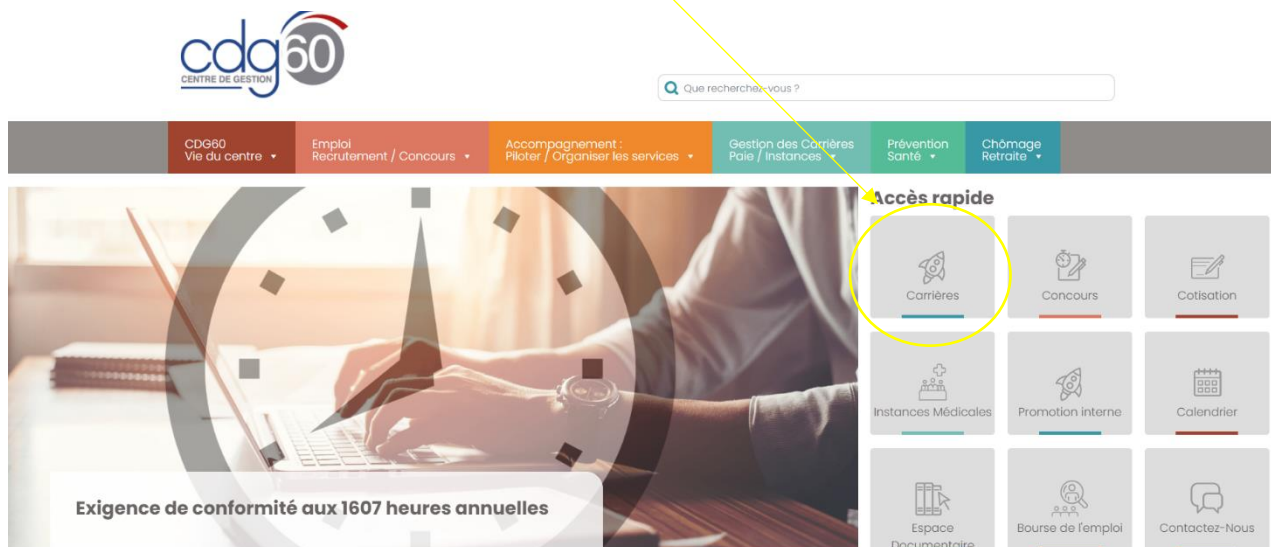 cdg60
CENTRE DE GESTION
Que recherchez-vous ?
CDG60
Vie du centre
Emploi
Recrutement / Concours
Accompagnement :
Piloter / Organiser les services
Gestion des Carrières
Paie / Instances
Prévention
Santé
Chômage
Retraite
Accès rapide
Carrières
Concours
Cotisation
Instances Médicales
Promotion interne
Calendrier
Exigence de conformité aux 1607 heures annuelles
Espace
Documentaire
Bourse de l'emploi
Contactez-Nous